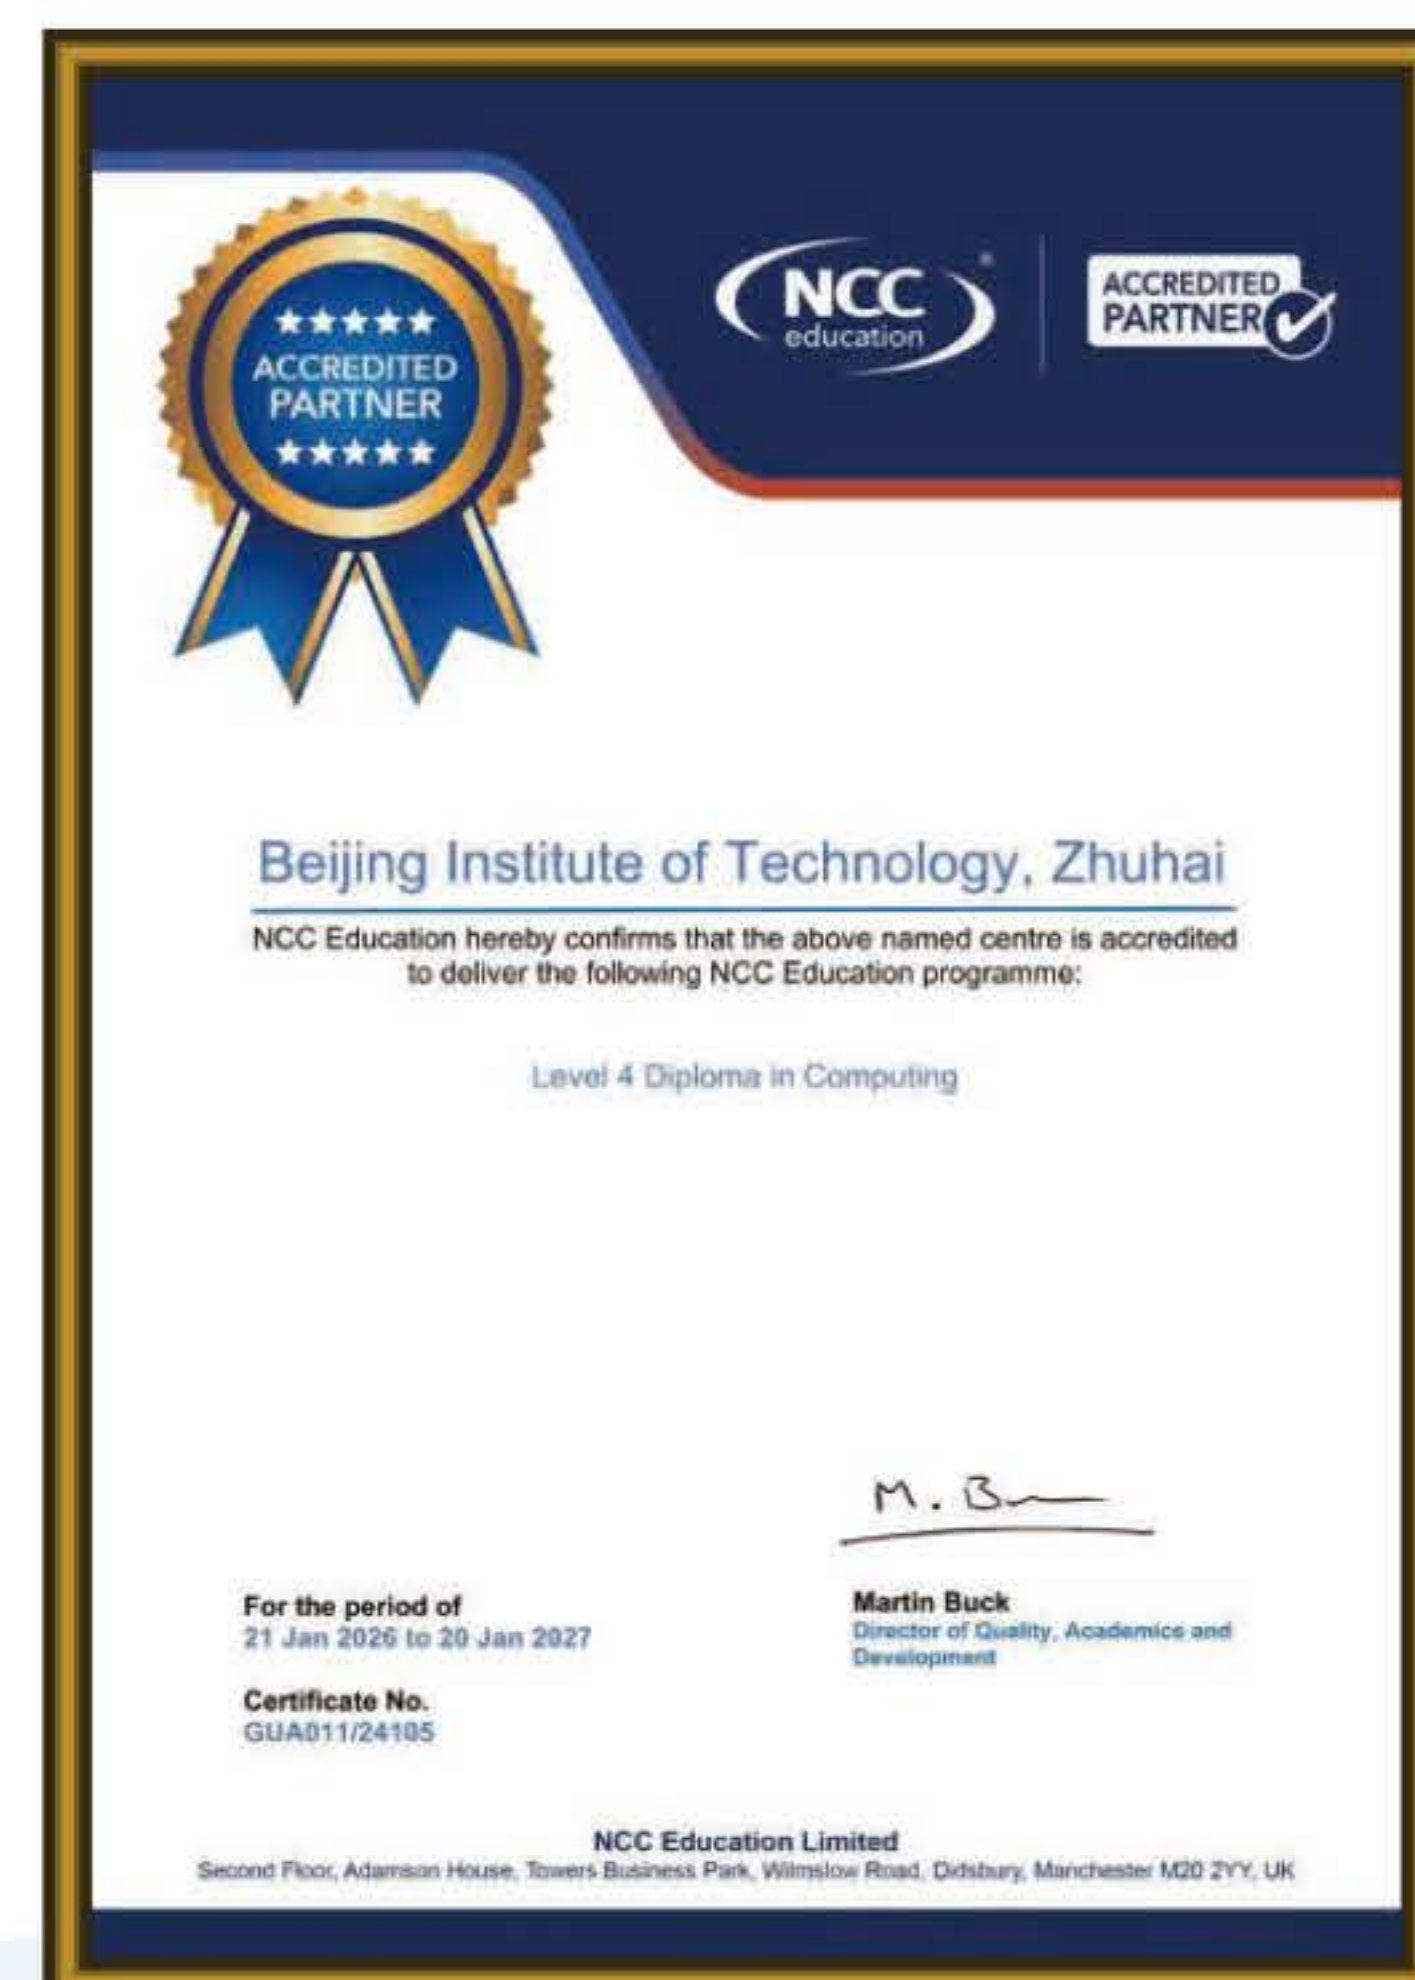 ★★★★★
ACCREDITED
PARTNER
★★★★★
NCC
education
®
ACCREDITED
PARTNER
Beijing Institute of Technology, Zhuhai
NCC Education hereby confirms that the above named centre is accredited
to deliver the following NCC Education programme:
Level 4 Diploma in Computing
M. B
For the period of
21 Jan 2026 to 20 Jan 2027
Certificate No.
GUA011/24105
Martin Buck
Director of Quality, Academics and
Development
NCC Education Limited
Second Floor, Adamson House, Towers Business Park, Wilmslow Road, Didsbury, Manchester M20 2YY, UK